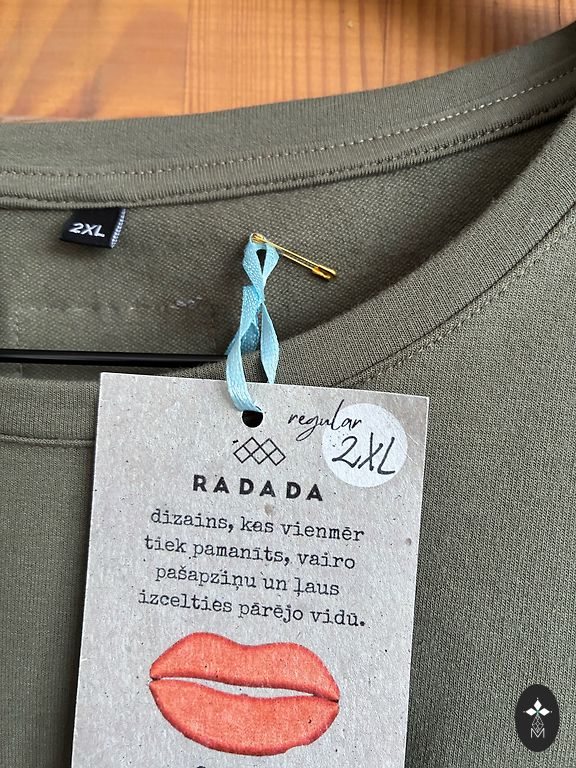 2XL
regular
2XL
RADADA
dizains, kas vienmēr
tiek pamanīts, vairo
pašapziņu un ļaus
izcelties pārējo vidū.
M